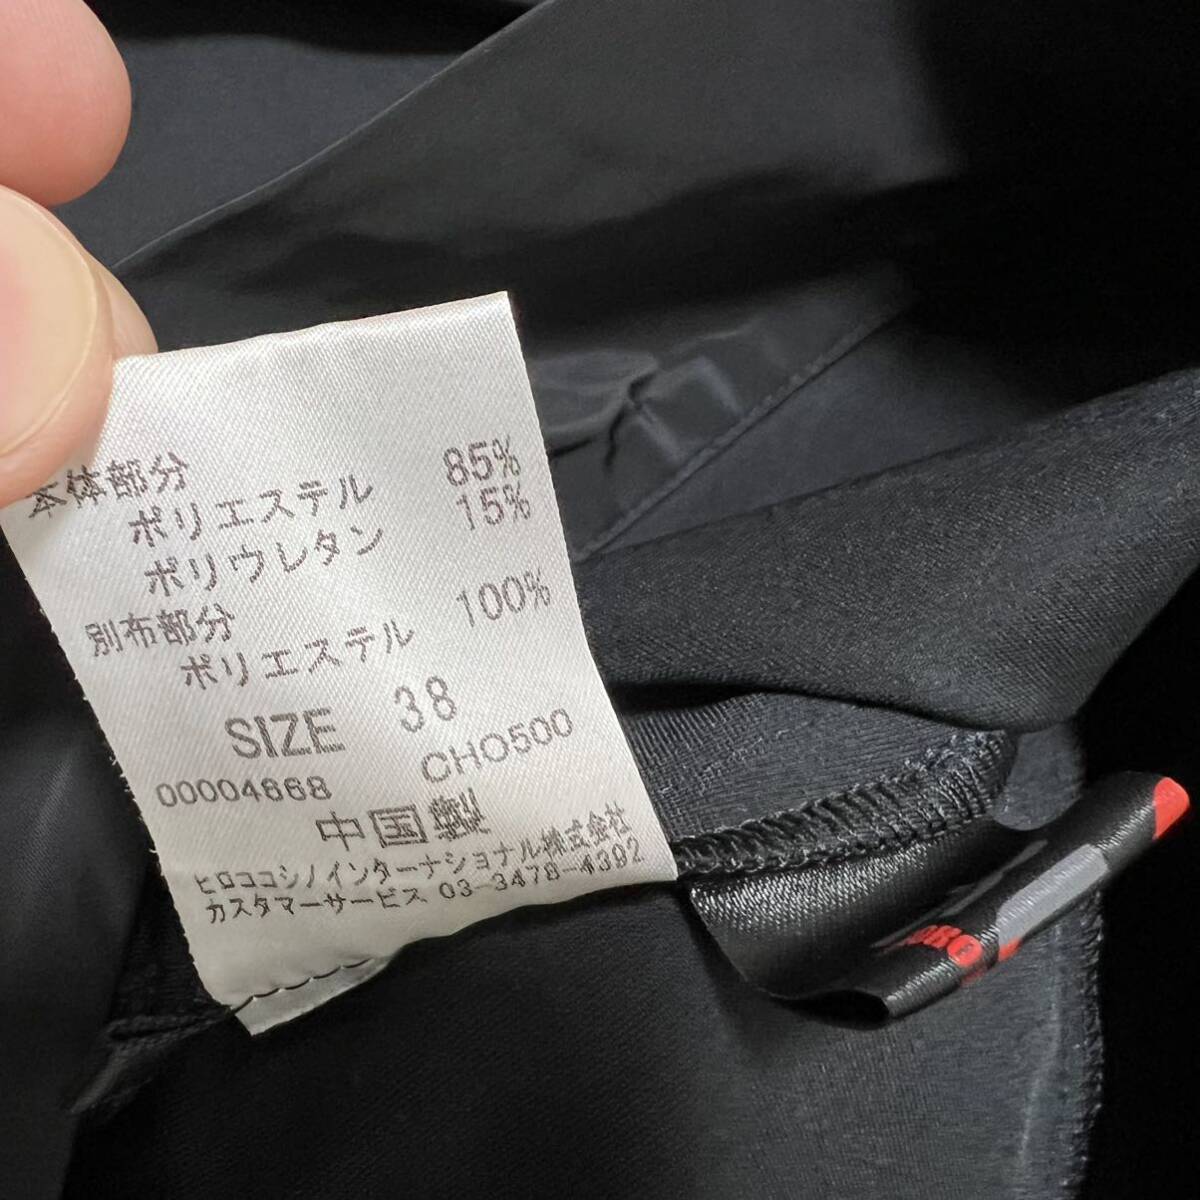 本体部分
ポリエステル 85%
ポリウレタン 15%
別布部分
ポリエステル 100%
SIZE 38
00004668 CHO500
中国製
ヒロココシノインターナショナル株式会社
カスタマーサービス 03-3478-4392